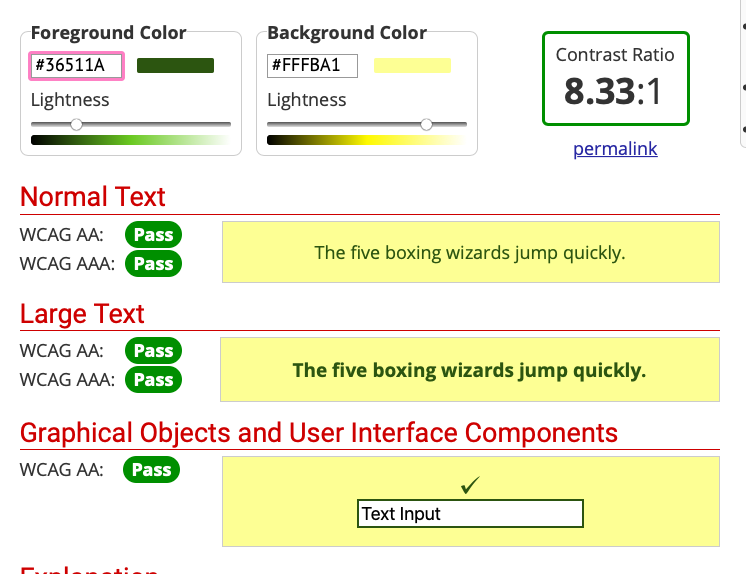 Foreground Color
#36511A
Lightness
Background Color
#FFFBA1
Lightness
Contrast Ratio
8.33:1
permalink
Normal Text
WCAG AA: Pass
WCAG AAA: Pass
The five boxing wizards jump quickly.
Large Text
WCAG AA: Pass
WCAG AAA: Pass
The five boxing wizards jump quickly.
Graphical Objects and User Interface Components
WCAG AA: Pass
✓
Text Input
Explanation